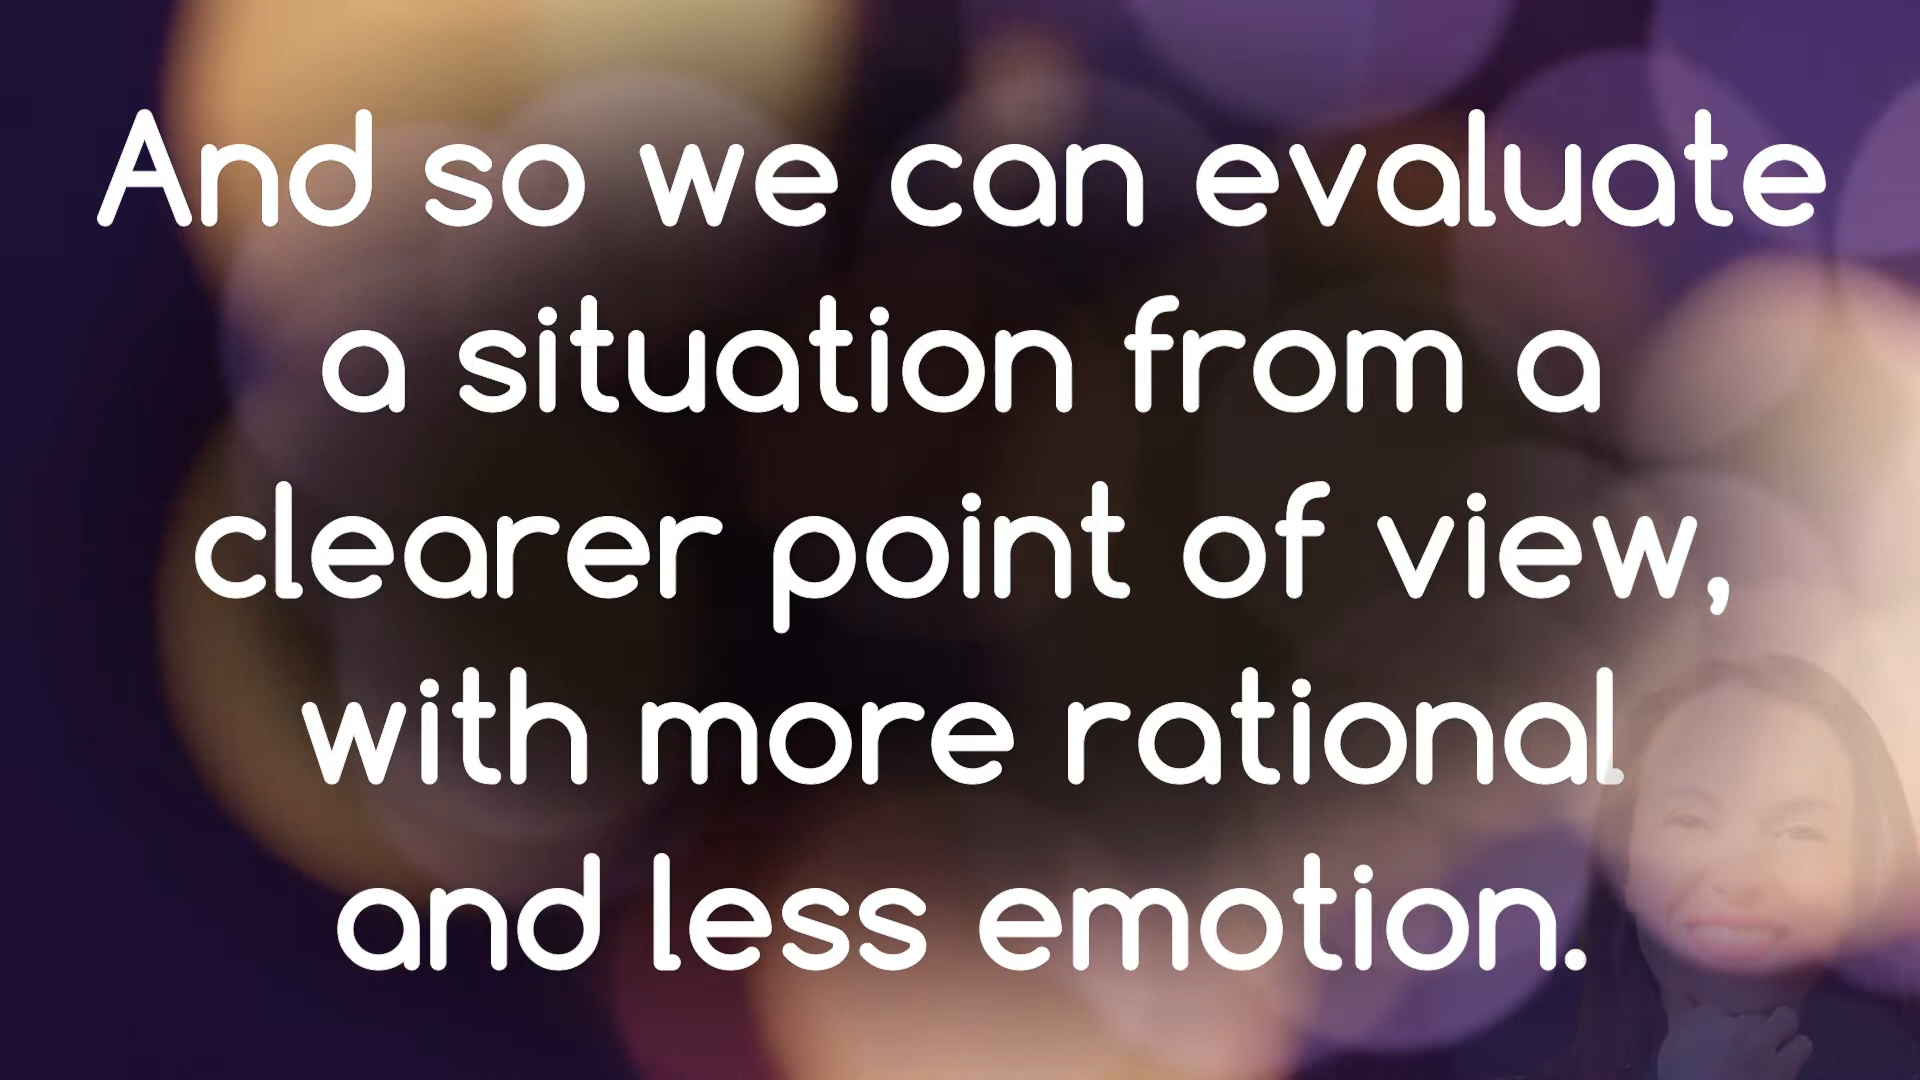 And so we can evaluate
a situation from a
clearer point of view,
with more rational
and less emotion.